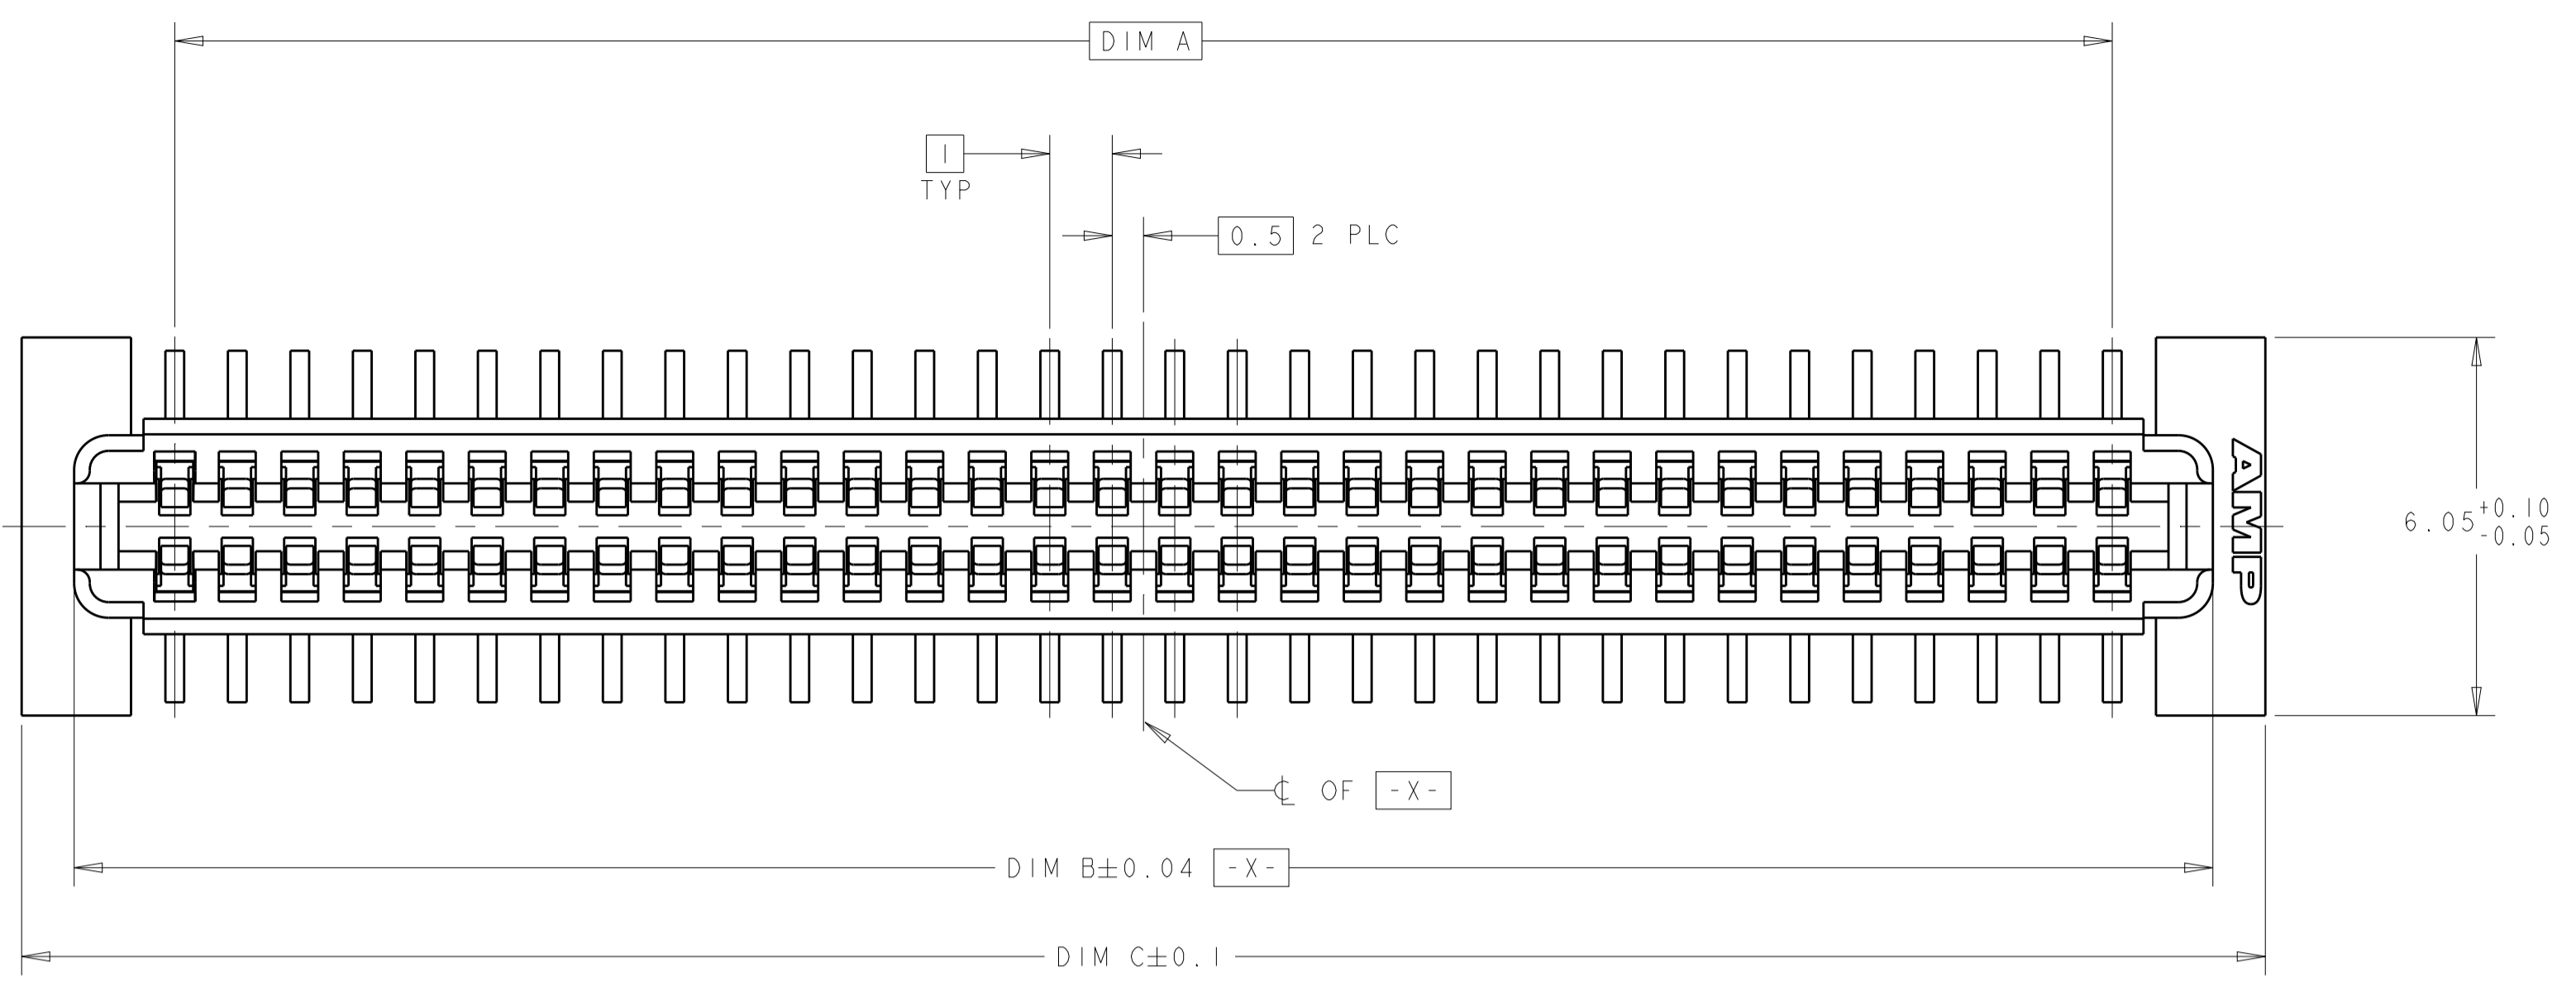 DIM A
1
TYP
0.5 2 PLC
AMP
6.05 +0.10
-0.05
℄ OF -X-
DIM B±0.04 -X-
DIM C±0.1